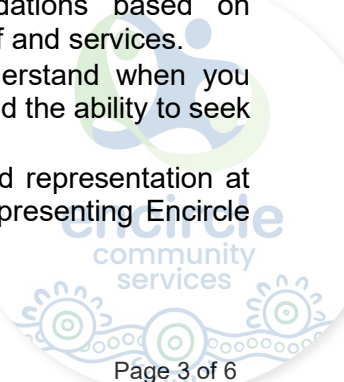 dations based on
f and services.
erstand when you
d the ability to seek
d representation at
presenting Encircle
encircle
community
services
Page 3 of 6